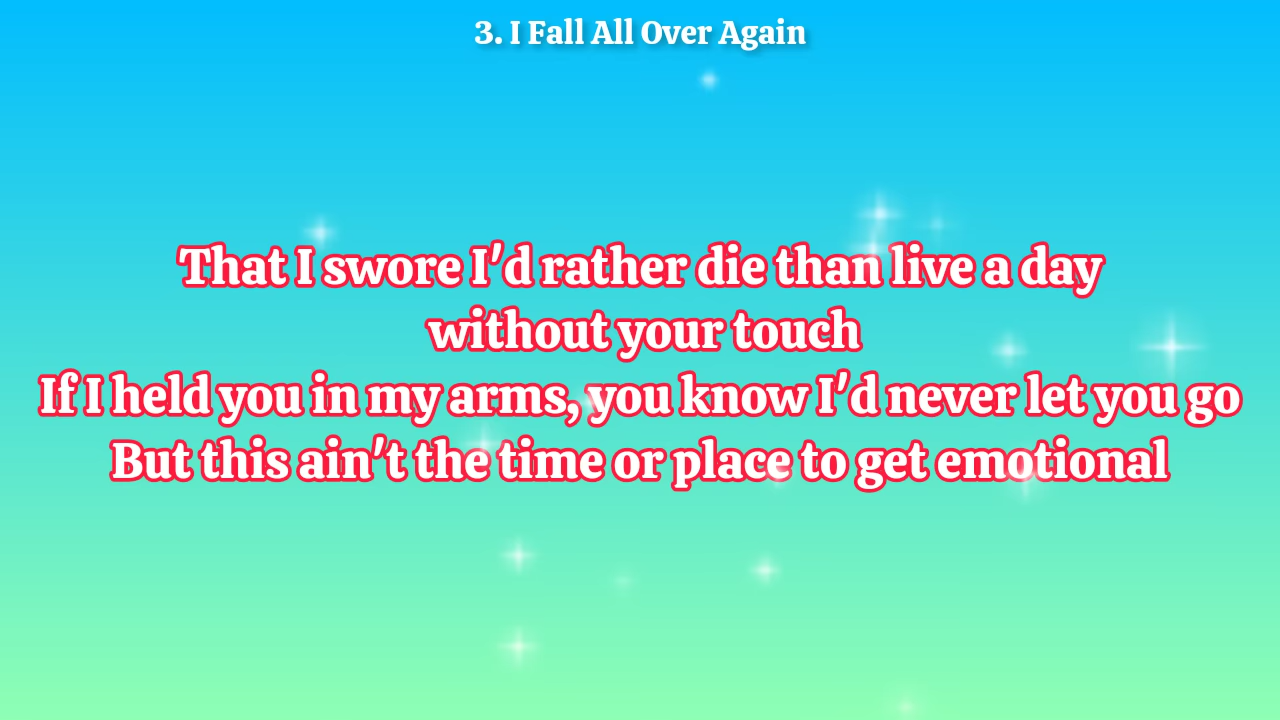 3. I Fall All Over Again
That I swore I'd rather die than live a day
without your touch
If I held you in my arms, you know I'd never let you go
But this ain't the time or place to get emotional